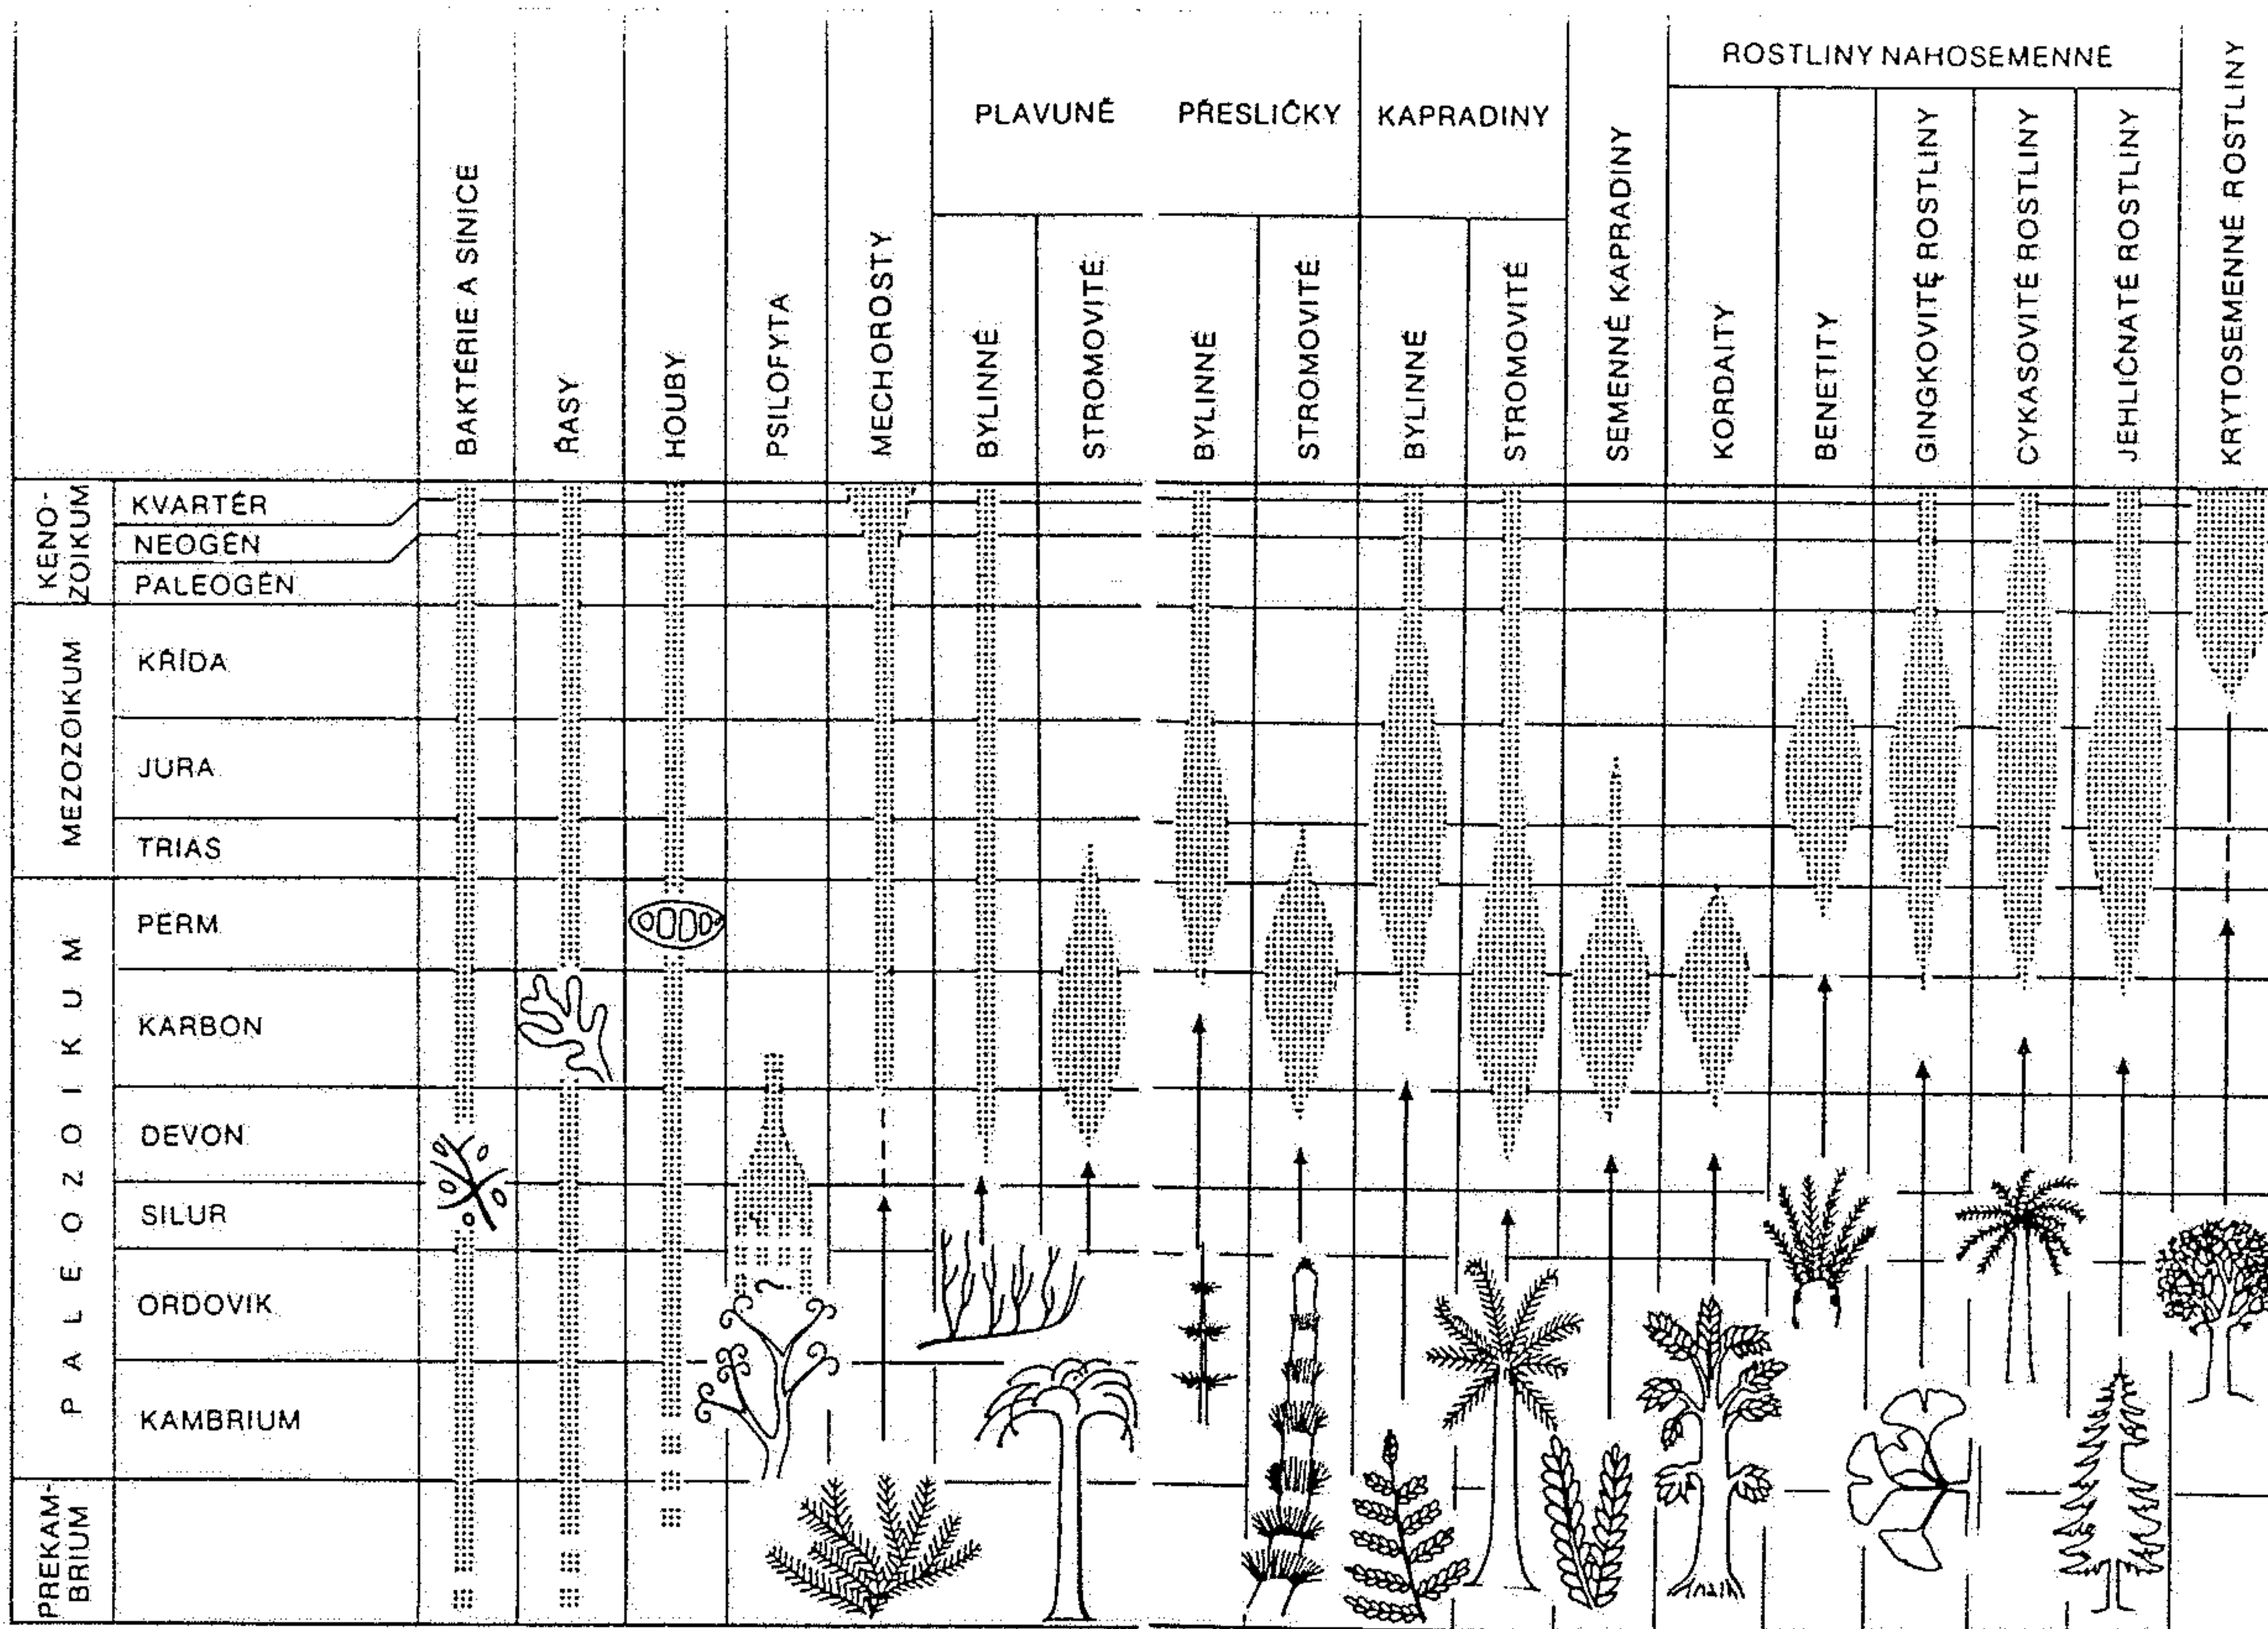 ROSTLINY NAHOSEMENNÉ
PLAVUNĚ
PŘESLIČKY
KAPRADINY
BAKTÉRIE A SINICE
ŘASY
HOUBY
PSILOFYTA
MECHOROSTY
BYLINNÉ
STROMOVITÉ
BYLINNÉ
STROMOVITÉ
BYLINNÉ
STROMOVITÉ
SEMENNÉ KAPRADINY
KORDAITY
BENETITY
GINGKOVITÉ ROSTLINY
CYKASOVITÉ ROSTLINY
JEHLIČNATÉ ROSTLINY
KRYTOSEMENNÉ ROSTLINY
KENO-
ZOIKUM
KVARTÉR
NEOGÉN
PALEOGÉN
MEZOZOIKUM
KŘÍDA
JURA
TRIAS
PALEOZOIKUM
PERM
KARBON
DEVON
SILUR
ORDOVIK
KAMBRIUM
PREKAM-
BRIUM